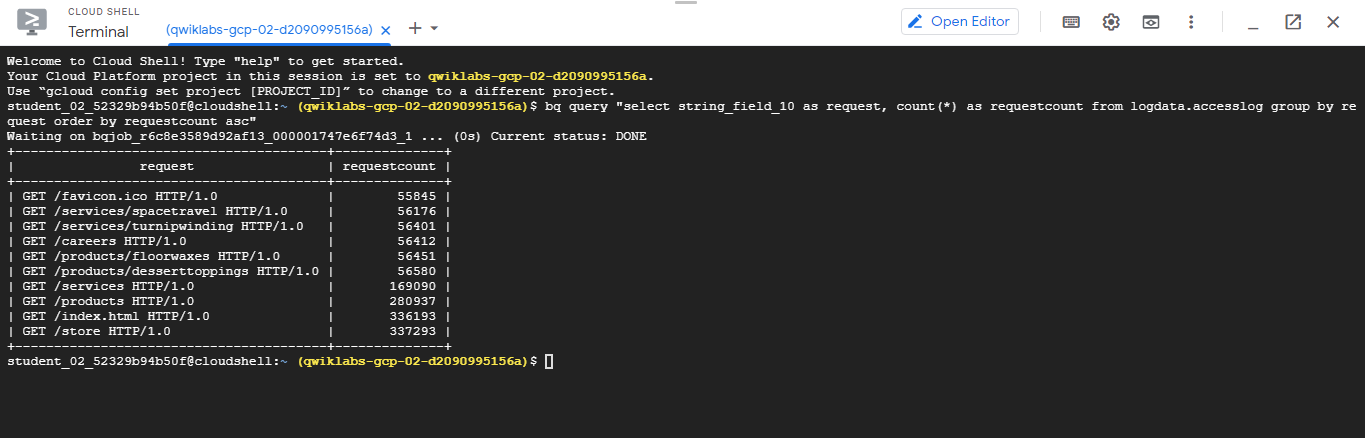 CLOUD SHELL
Terminal
(qwiklabs-gcp-02-d2090995156a) × + Open Editor
Welcome to Cloud Shell! Type "help" to get started.
Your Cloud Platform project in this session is set to qwiklabs-gcp-02-d2090995156a.
Use “gcloud config set project [PROJECT_ID]” to change to a different project.
student_02_52329b94b50f@cloudshell:~ (qwiklabs-gcp-02-d2090995156a)$ bq query "select string_field_10 as request, count(*) as requestcount from logdata.accesslog group by re
quest order by requestcount asc"
Waiting on bqjob_r6c8e3589d92af13_000001747e6f74d3_1 ... (0s) Current status: DONE
+----------------------------------------+--------------+
|                request                 | requestcount |
+----------------------------------------+--------------+
| GET /favicon.ico HTTP/1.0              |        55845 |
| GET /services/spacetravel HTTP/1.0     |        56176 |
| GET /services/turnipwinding HTTP/1.0   |        56401 |
| GET /careers HTTP/1.0                  |        56412 |
| GET /products/floorwaxes HTTP/1.0      |        56451 |
| GET /products/desserttoppings HTTP/1.0 |        56580 |
| GET /services HTTP/1.0                 |       169090 |
| GET /products HTTP/1.0                 |       280937 |
| GET /index.html HTTP/1.0               |       336193 |
| GET /store HTTP/1.0                    |       337293 |
+----------------------------------------+--------------+
student_02_52329b94b50f@cloudshell:~ (qwiklabs-gcp-02-d2090995156a)$